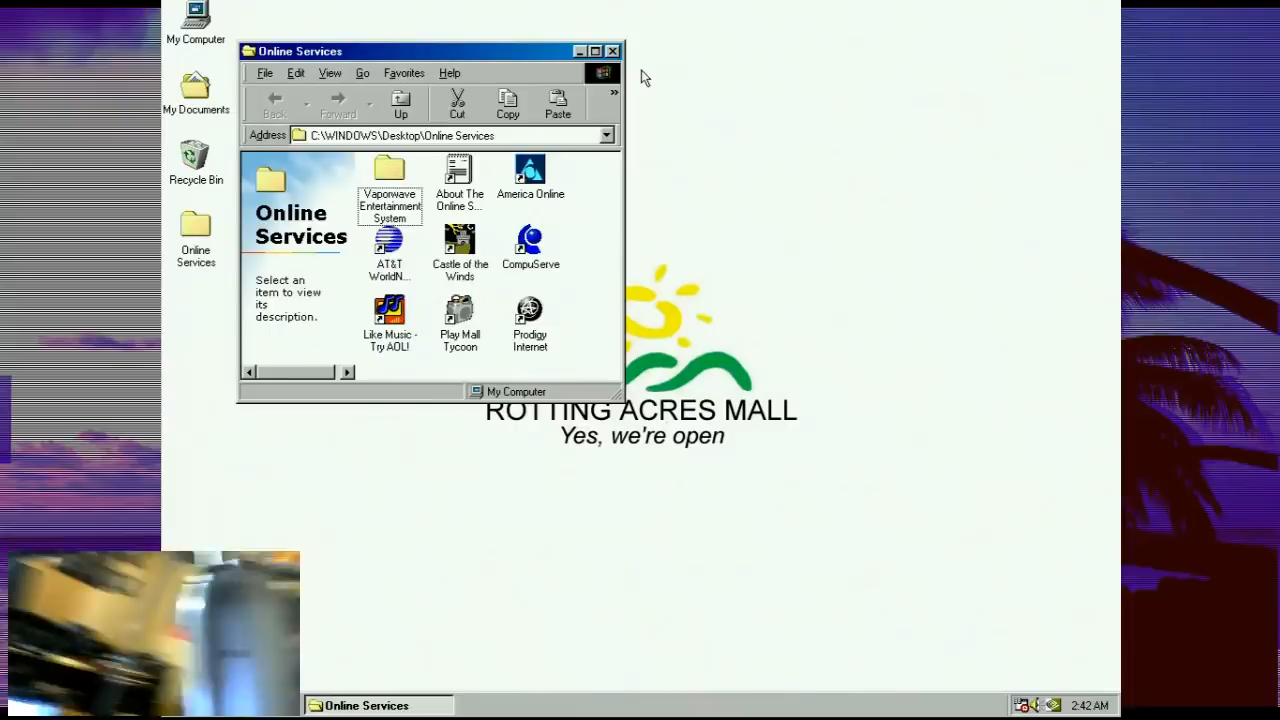 My Computer
My Documents
Recycle Bin
Online
Services
Online Services
File Edit View Go Favorites Help
Back Forward Up Cut Copy Paste »
Address C:\WINDOWS\Desktop\Online Services
Online
Services
Select an
item to view
its
description.
Vaporwave
Entertainment
System
About The
Online S...
America Online
AT&T
WorldN...
Castle of the
Winds
CompuServe
Like Music -
Try AOL!
Play Mall
Tycoon
Prodigy
Internet
My Computer
ROTTING ACRES MALL
Yes, we're open
Online Services
2:42 AM